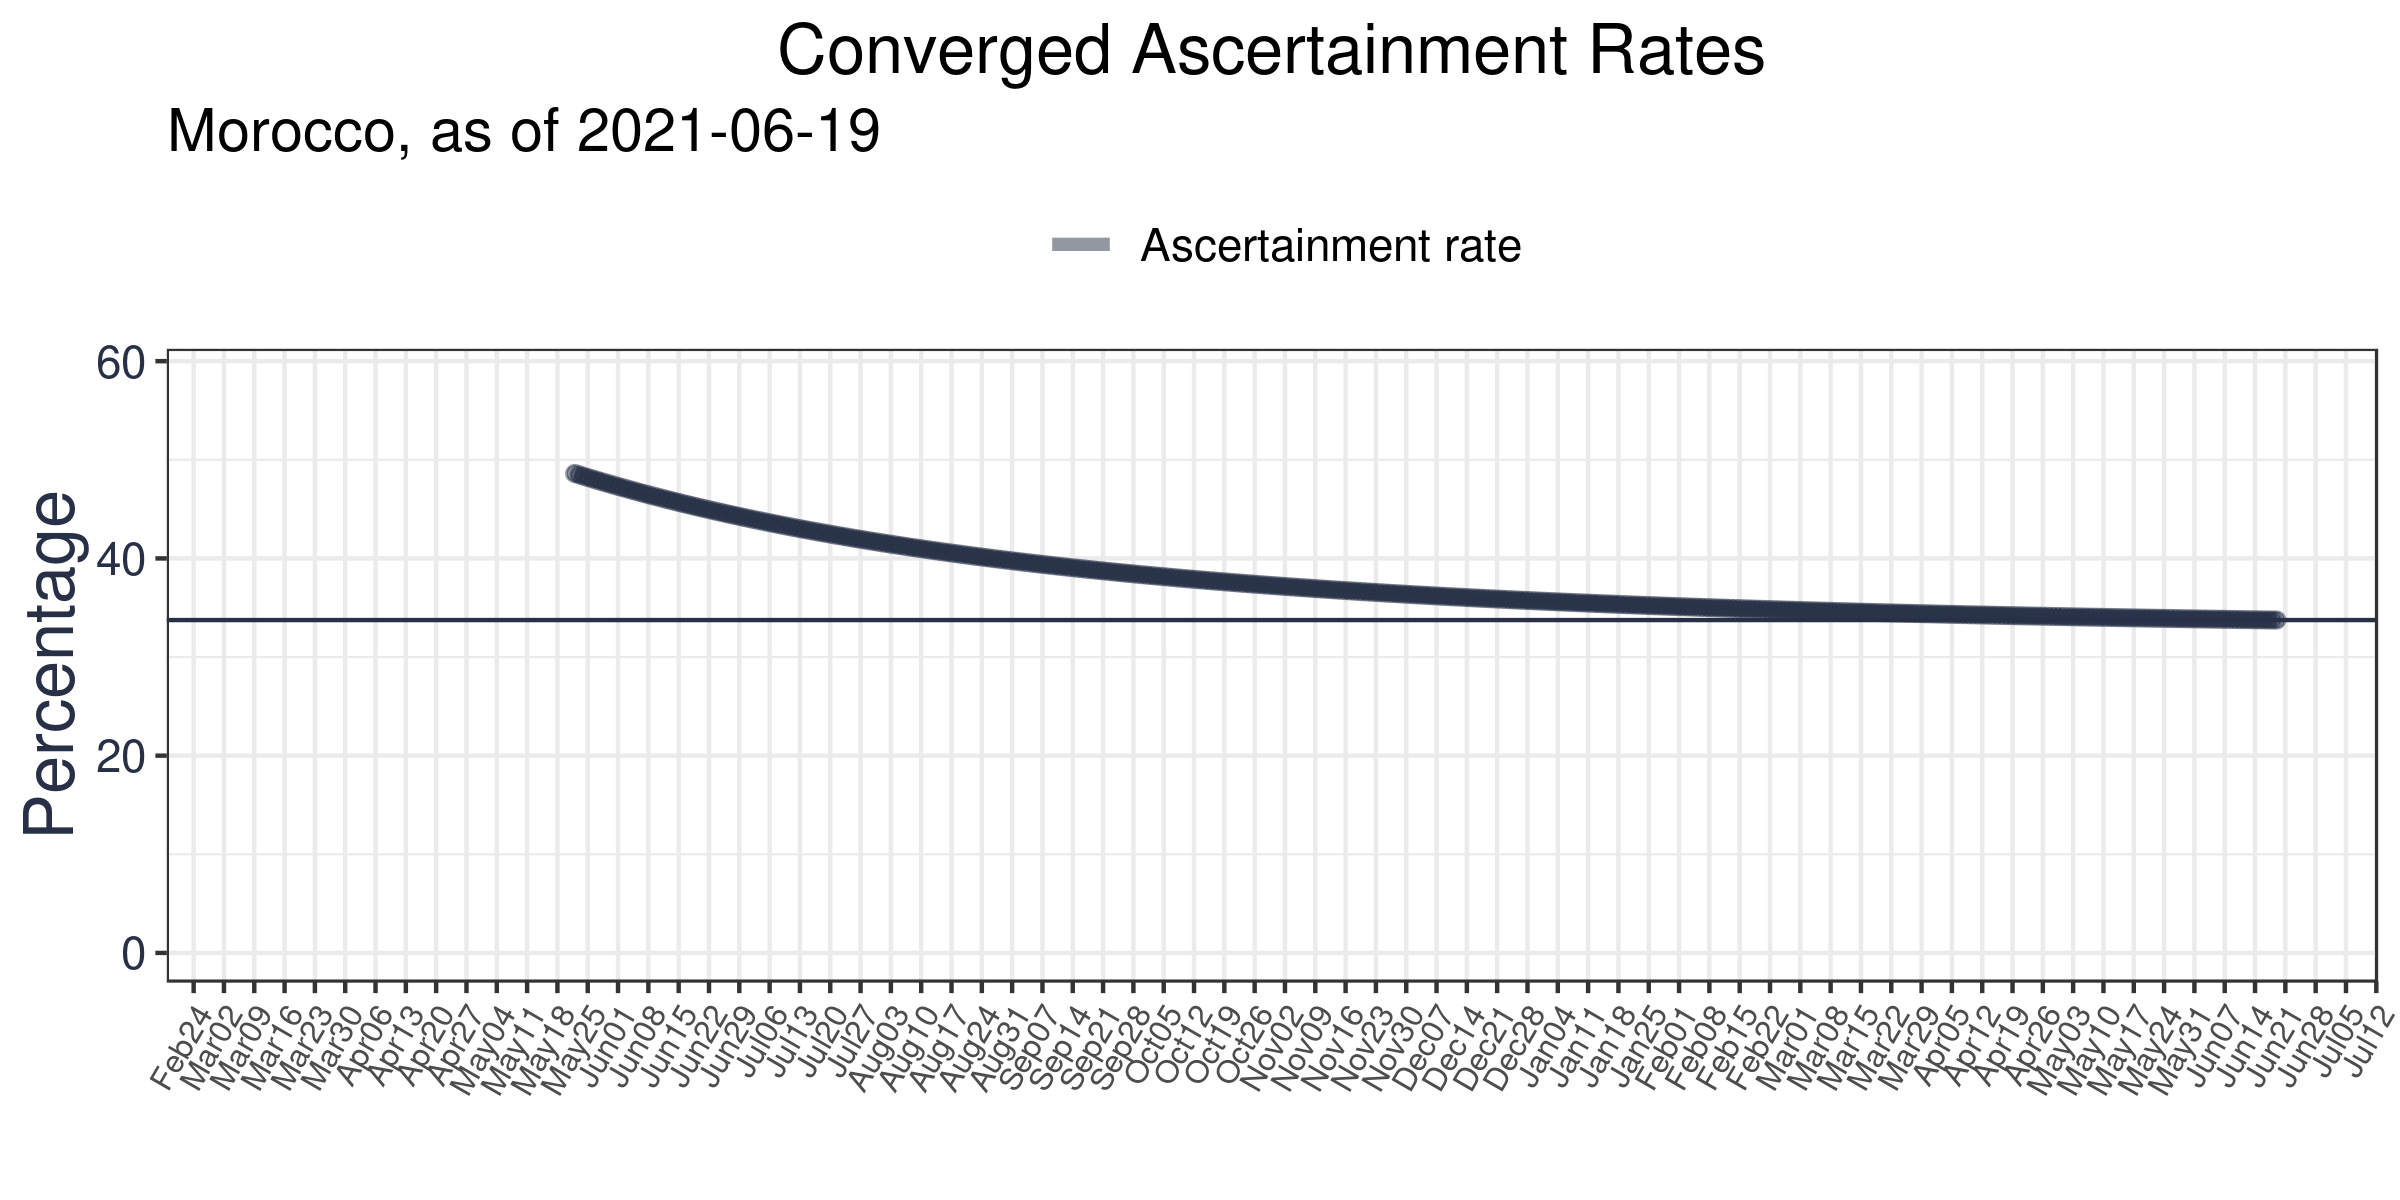 Converged Ascertainment Rates
Morocco, as of 2021-06-19
Ascertainment rate
Percentage
60
40
20
0
Feb24
Mar02
Mar09
Mar16
Mar23
Mar30
Apr06
Apr13
Apr20
Apr27
May04
May11
May18
May25
Jun01
Jun08
Jun15
Jun22
Jun29
Jul06
Jul13
Jul20
Jul27
Aug03
Aug10
Aug17
Aug24
Aug31
Sep07
Sep14
Sep21
Sep28
Oct05
Oct12
Oct19
Oct26
Nov02
Nov09
Nov16
Nov23
Nov30
Dec07
Dec14
Dec21
Dec28
Jan04
Jan11
Jan18
Jan25
Feb01
Feb08
Feb15
Feb22
Mar01
Mar08
Mar15
Mar22
Mar29
Apr05
Apr12
Apr19
Apr26
May03
May10
May17
May24
May31
Jun07
Jun14
Jun21
Jun28
Jul05
Jul12